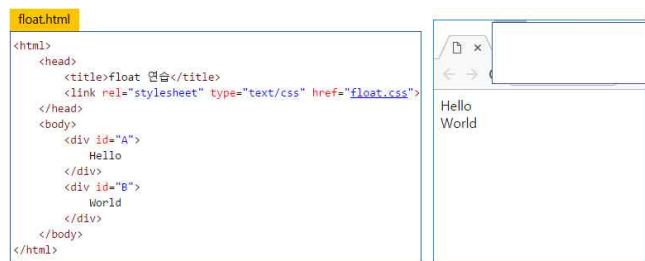 float.html
<html>
<head>
<title>float 연습</title>
<link rel="stylesheet" type="text/css" href="float.css">
</head>
<body>
<div id="A">
Hello
</div>
<div id="B">
World
</div>
</body>
</html>
Hello
World